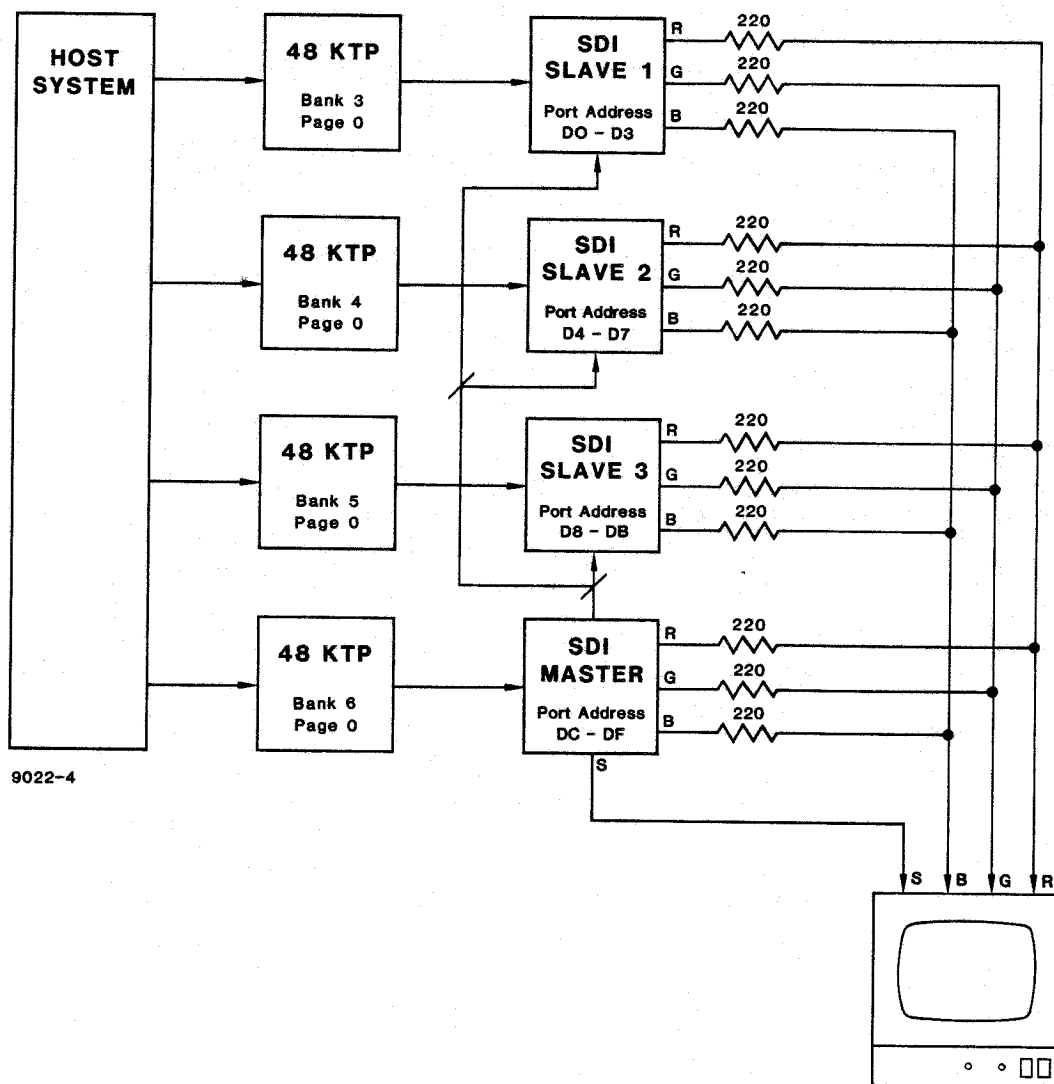 HOST
SYSTEM
48 KTP
Bank 3
Page 0
SDI
SLAVE 1
Port Address
DO - D3
R
220
G
220
B
220
48 KTP
Bank 4
Page 0
SDI
SLAVE 2
Port Address
D4 - D7
R
220
G
220
B
220
48 KTP
Bank 5
Page 0
SDI
SLAVE 3
Port Address
D8 - DB
R
220
G
220
B
220
48 KTP
Bank 6
Page 0
SDI
MASTER
Port Address
DC - DF
R
220
G
220
B
220
S
9022-4
S
B
G
R